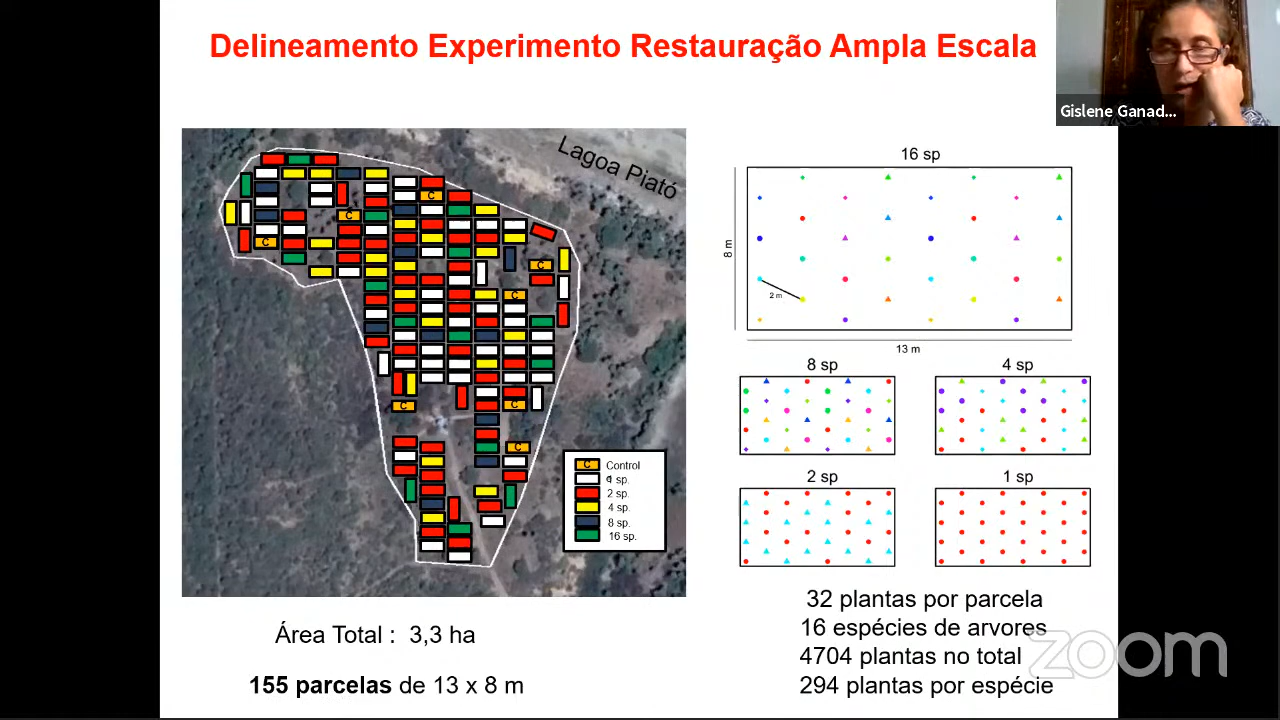 Delineamento Experimento Restauração Ampla Escala
Gislene Ganad...
Lagoa Piató
C
C
C
C
C
C
C
C
C Control
1 sp.
2 sp.
4 sp.
8 sp.
16 sp.
Área Total : 3,3 ha
155 parcelas de 13 x 8 m
16 sp
8 m
2 m
13 m
8 sp
4 sp
2 sp
1 sp
32 plantas por parcela
16 espécies de arvores
4704 plantas no total
294 plantas por espécie
zoom